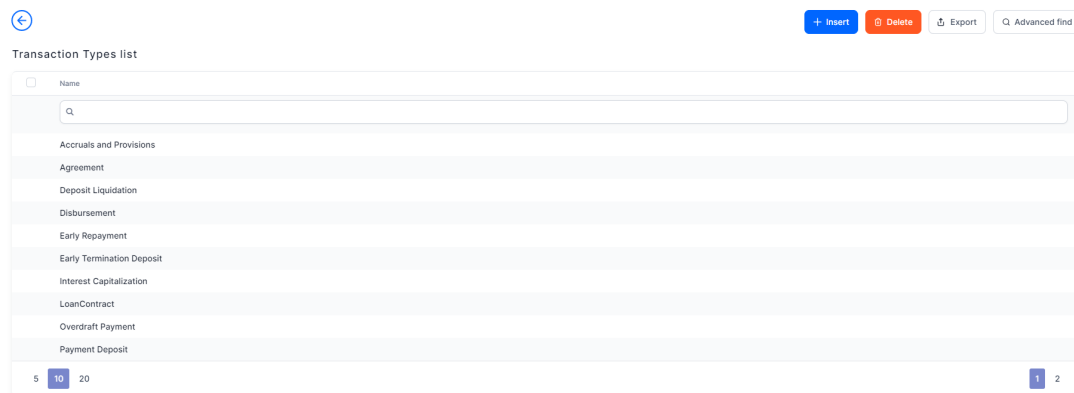 Insert Delete Export Advanced find
Transaction Types list
Name
Accruals and Provisions
Agreement
Deposit Liquidation
Disbursement
Early Repayment
Early Termination Deposit
Interest Capitalization
LoanContract
Overdraft Payment
Payment Deposit
5 10 20 1 2